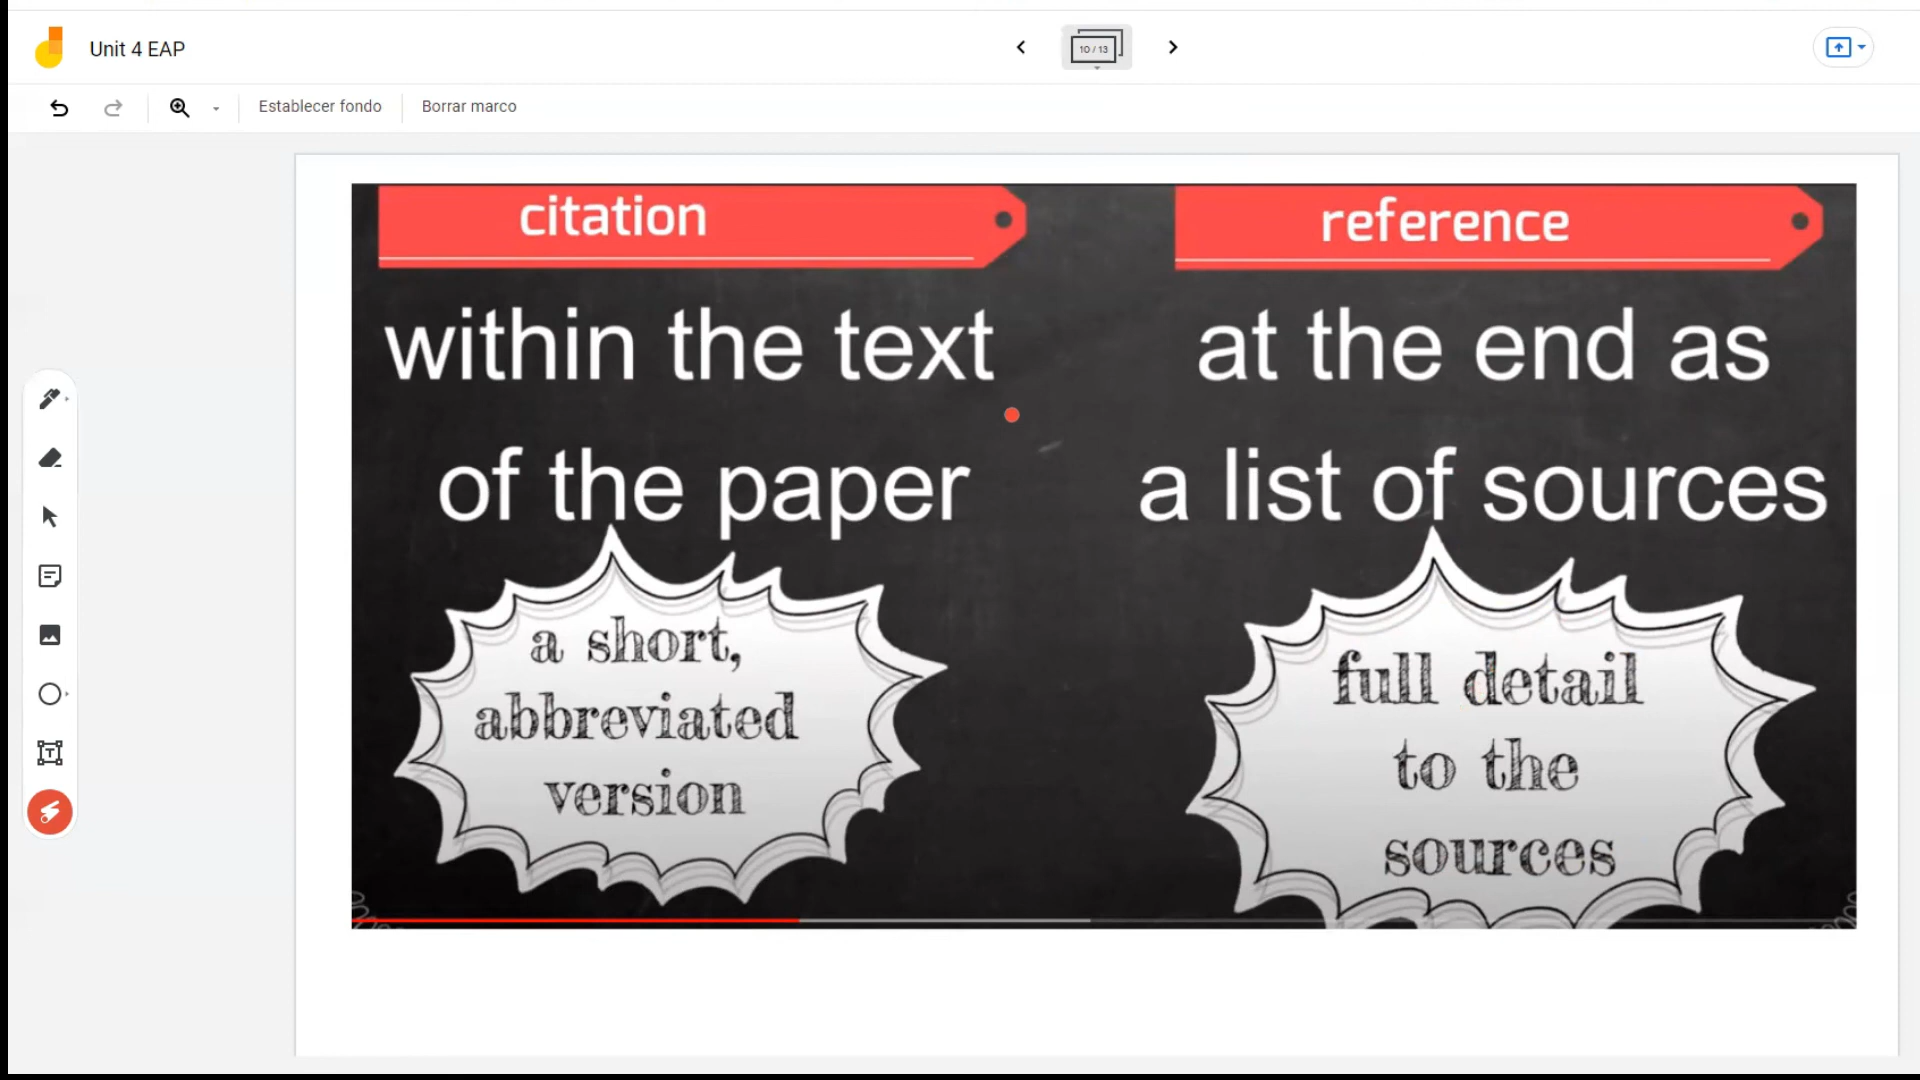 Unit 4 EAP
10 / 13
Establecer fondo
Borrar marco
citation
within the text
of the paper
a short,
abbreviated
version
reference
at the end as
a list of sources
full detail
to the
sources